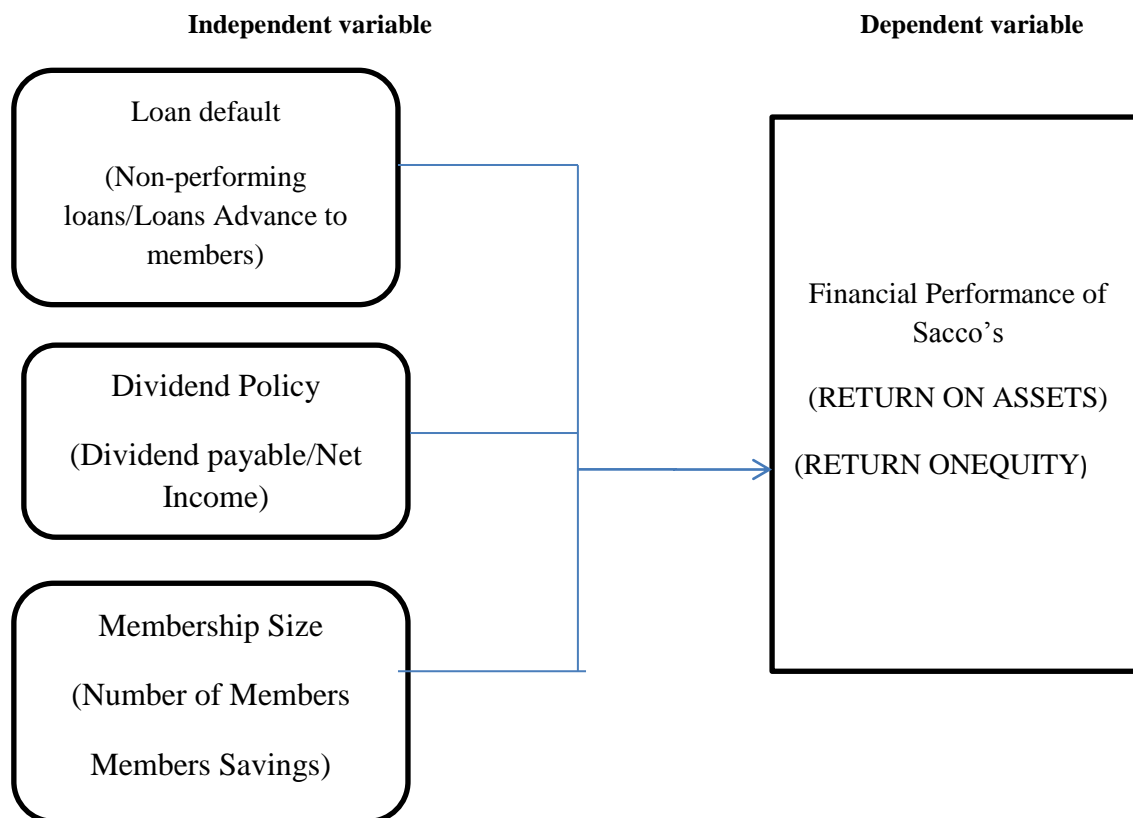 Independent variable
Dependent variable
Loan default
(Non-performing
loans/Loans Advance to
members)
Dividend Policy
(Dividend payable/Net
Income)
Membership Size
(Number of Members
Members Savings)
Financial Performance of
Sacco’s
(RETURN ON ASSETS)
(RETURN ONEQUITY)